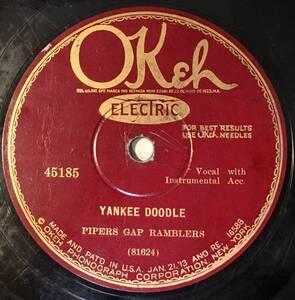 OKeh
ELECTRIC
FOR BEST RESULTS
USE OKeh NEEDLES
45185
Vocal with
Instrumental Acc.
YANKEE DOODLE
PIPERS GAP RAMBLERS
(81624)
MADE AND PAT'D IN U.S.A. JAN. 21, '13 AND RE. 16588
OKEH PHONOGRAPH CORPORATION NEW YORK